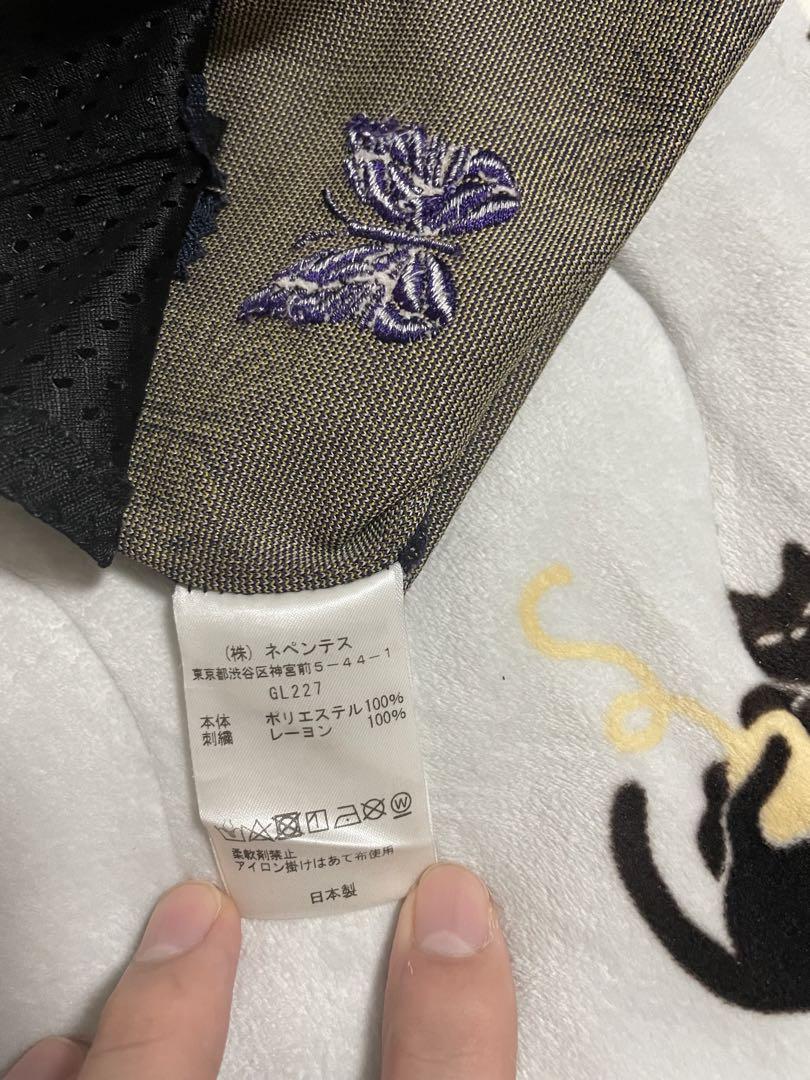 (株) ネペンテス
東京都渋谷区神宮前5-44-1
GL227
本体 ポリエステル100%
刺繍 レーヨン 100%
W
柔軟剤禁止
アイロン掛けはあて布使用
日本製